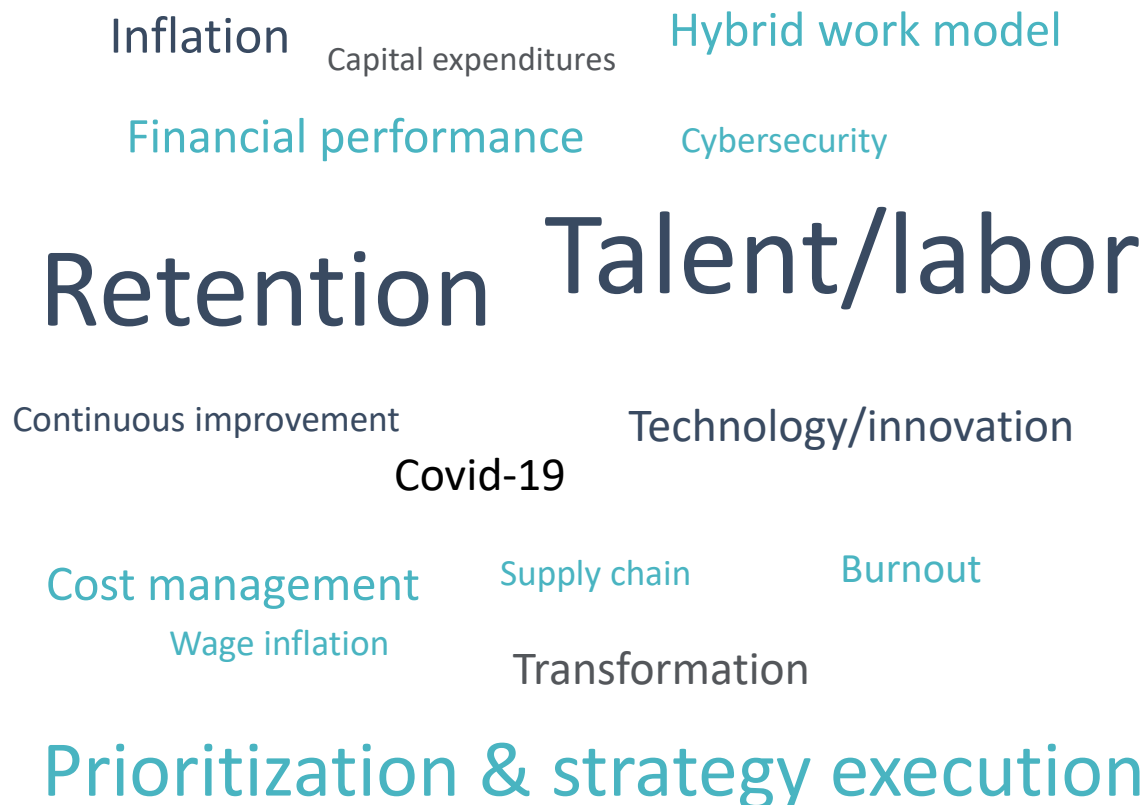 Inflation
Capital expenditures
Hybrid work model
Financial performance
Cybersecurity
Retention
Talent/labor
Continuous improvement
Technology/innovation
Covid-19
Cost management
Supply chain
Burnout
Wage inflation
Transformation
Prioritization & strategy execution